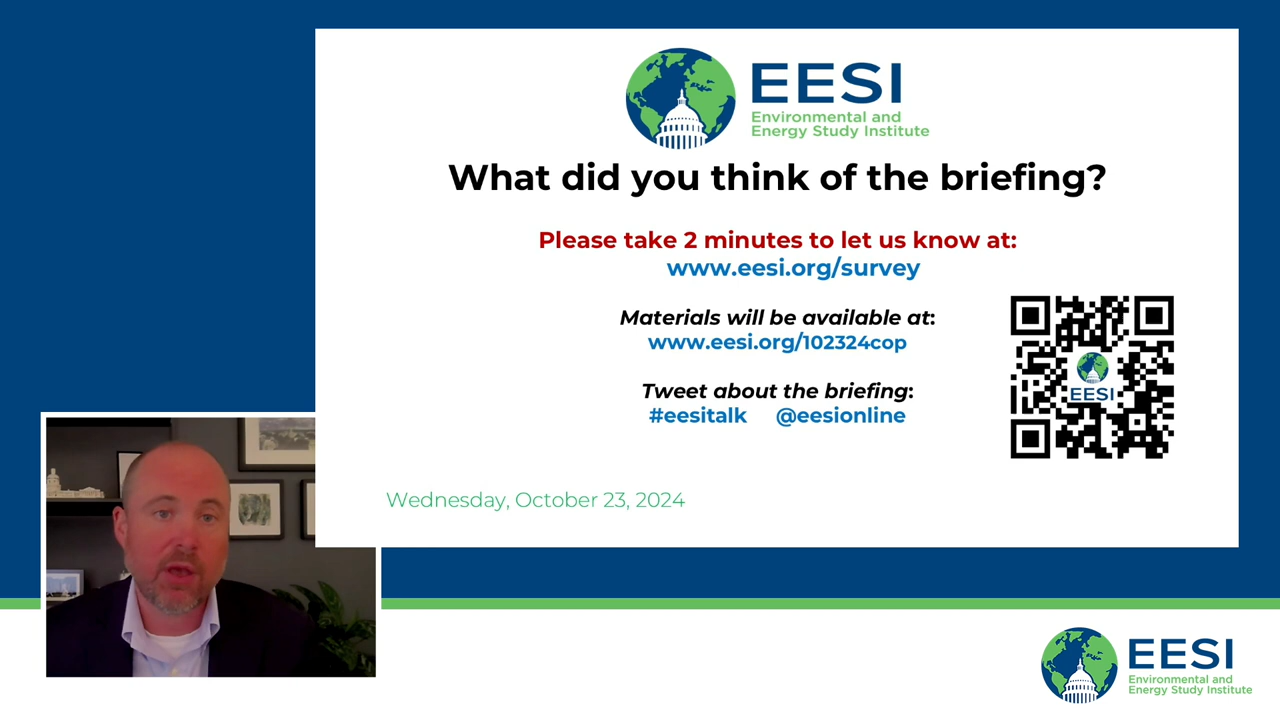 EESI
Environmental and
Energy Study Institute
What did you think of the briefing?
Please take 2 minutes to let us know at:
www.eesi.org/survey
Materials will be available at:
www.eesi.org/102324cop
Tweet about the briefing:
#eesitalk @eesionline
EESI
Wednesday, October 23, 2024
EESI
Environmental and
Energy Study Institute